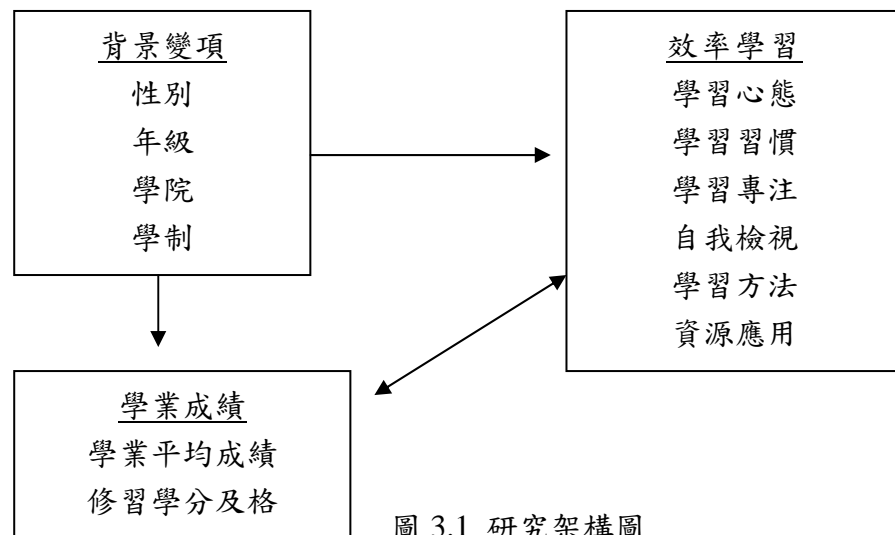 背景變項
性別
年級
學院
學制
效率學習
學習心態
學習習慣
學習專注
自我檢視
學習方法
資源應用
學業成績
學業平均成績
修習學分及格
圖 3.1 研究架構圖